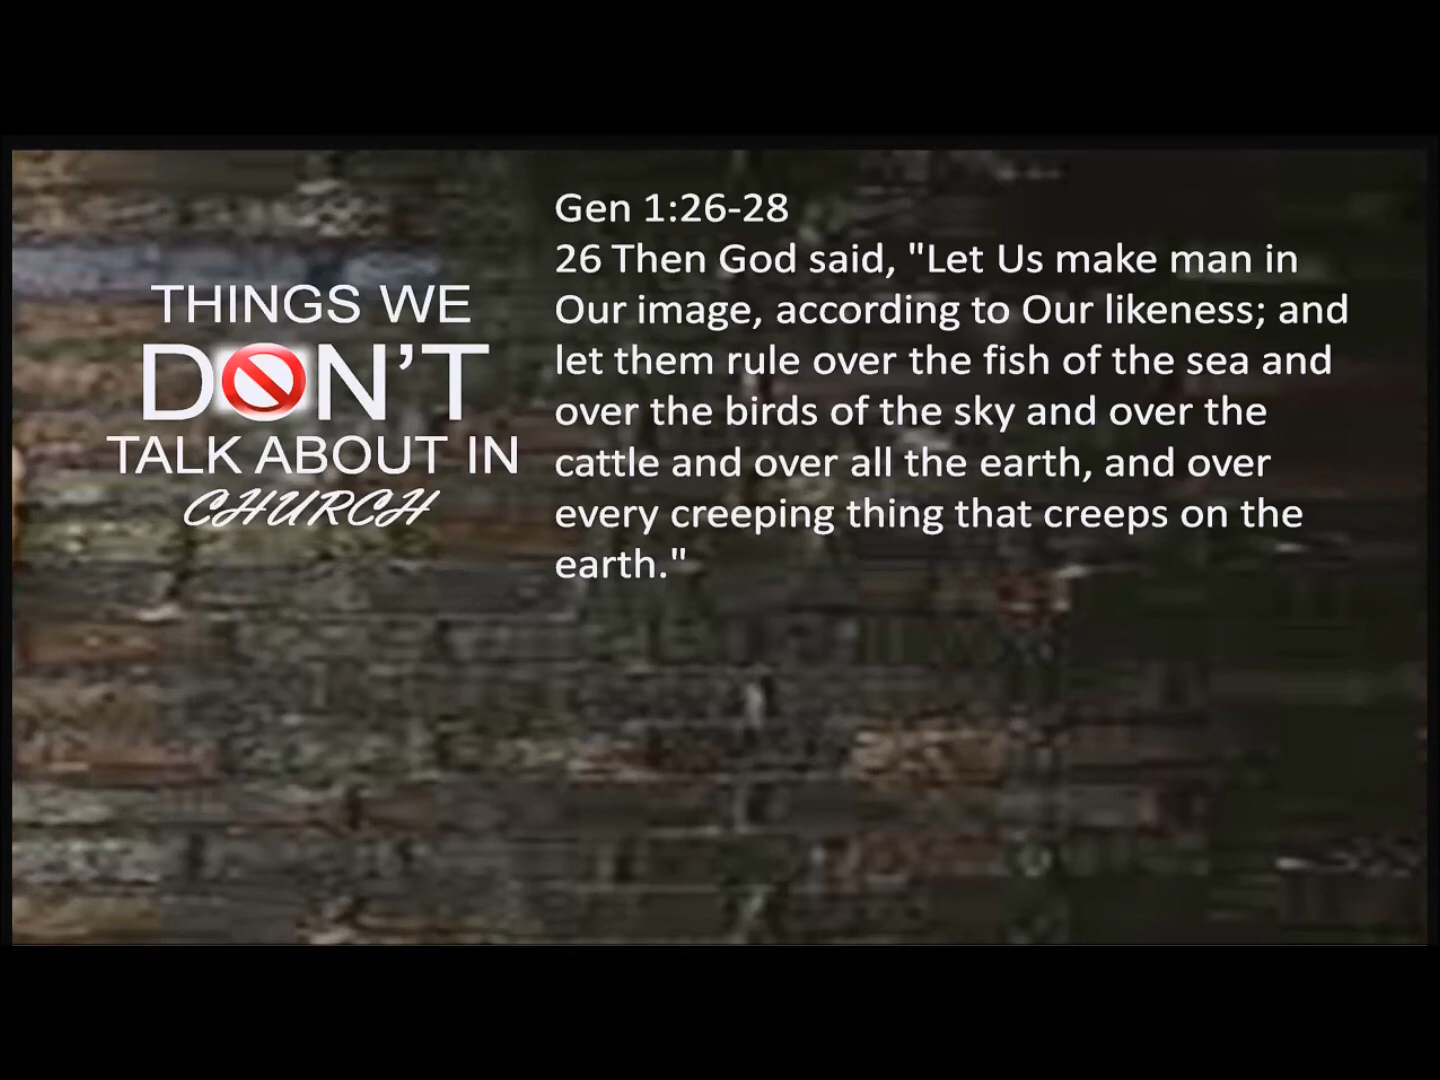 THINGS WE
DON'T
TALK ABOUT IN
CHURCH
Gen 1:26-28
26 Then God said, "Let Us make man in
Our image, according to Our likeness; and
let them rule over the fish of the sea and
over the birds of the sky and over the
cattle and over all the earth, and over
every creeping thing that creeps on the
earth."